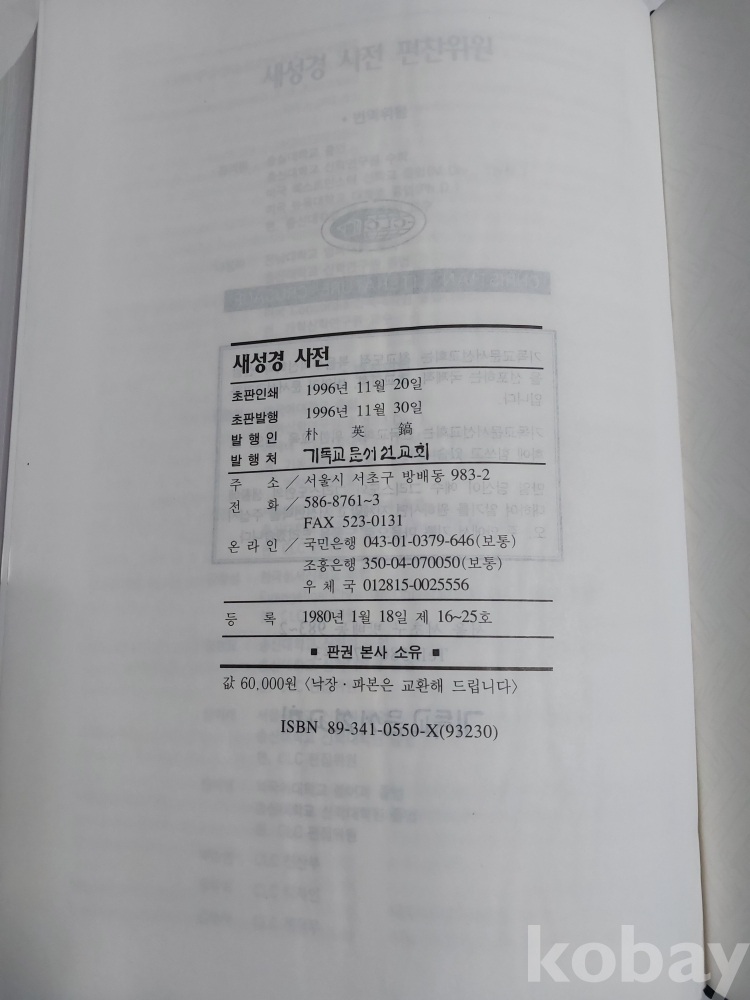 새성경 사전
초판인쇄 1996년 11월 20일
초판발행 1996년 11월 30일
발 행 인 朴 英 鎬
발 행 처 기독교문서선교회
주 소 / 서울시 서초구 방배동 983-2
전 화 / 586-8761~3
FAX 523-0131
온 라 인 / 국민은행 043-01-0379-646(보통)
조흥은행 350-04-070050(보통)
우 체 국 012815-0025556
등 록 1980년 1월 18일 제 16~25호
■ 판권 본사 소유 ■
값 60,000원 〈낙장·파본은 교환해 드립니다〉
ISBN 89-341-0550-X(93230)
kobay